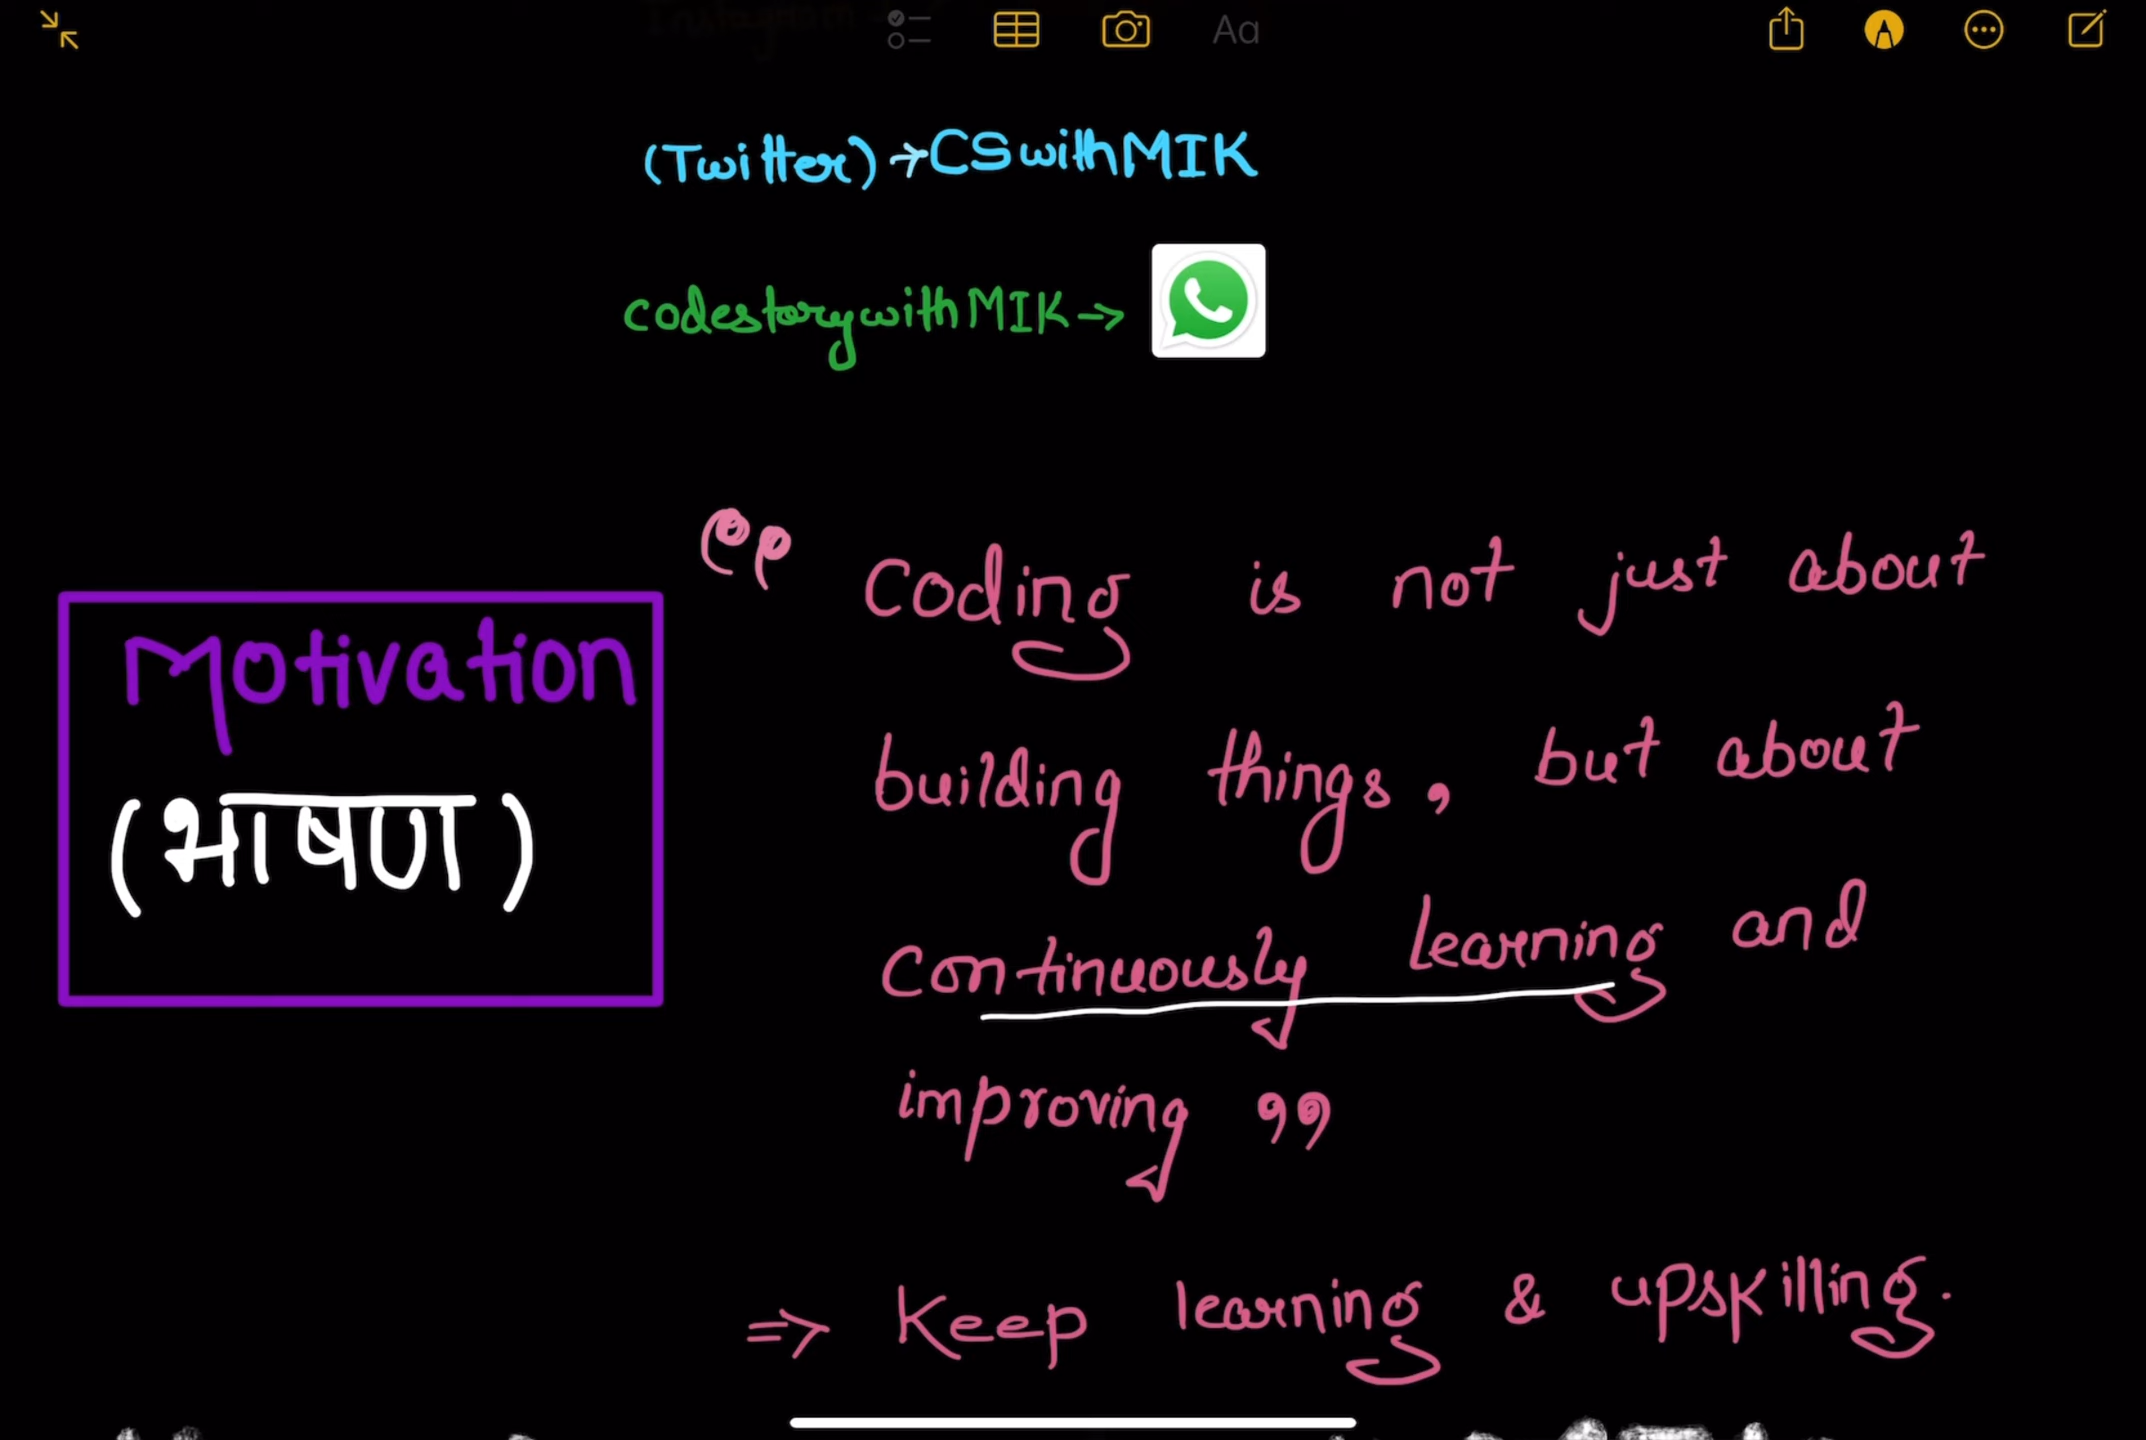 Aa
(Twitter) → CSwithMIK
codestorywithMIK →
Motivation
(भाषण)
“ Coding is not just about
building things, but about
continuously learning and
improving ”
⇒ Keep learning & upskilling.